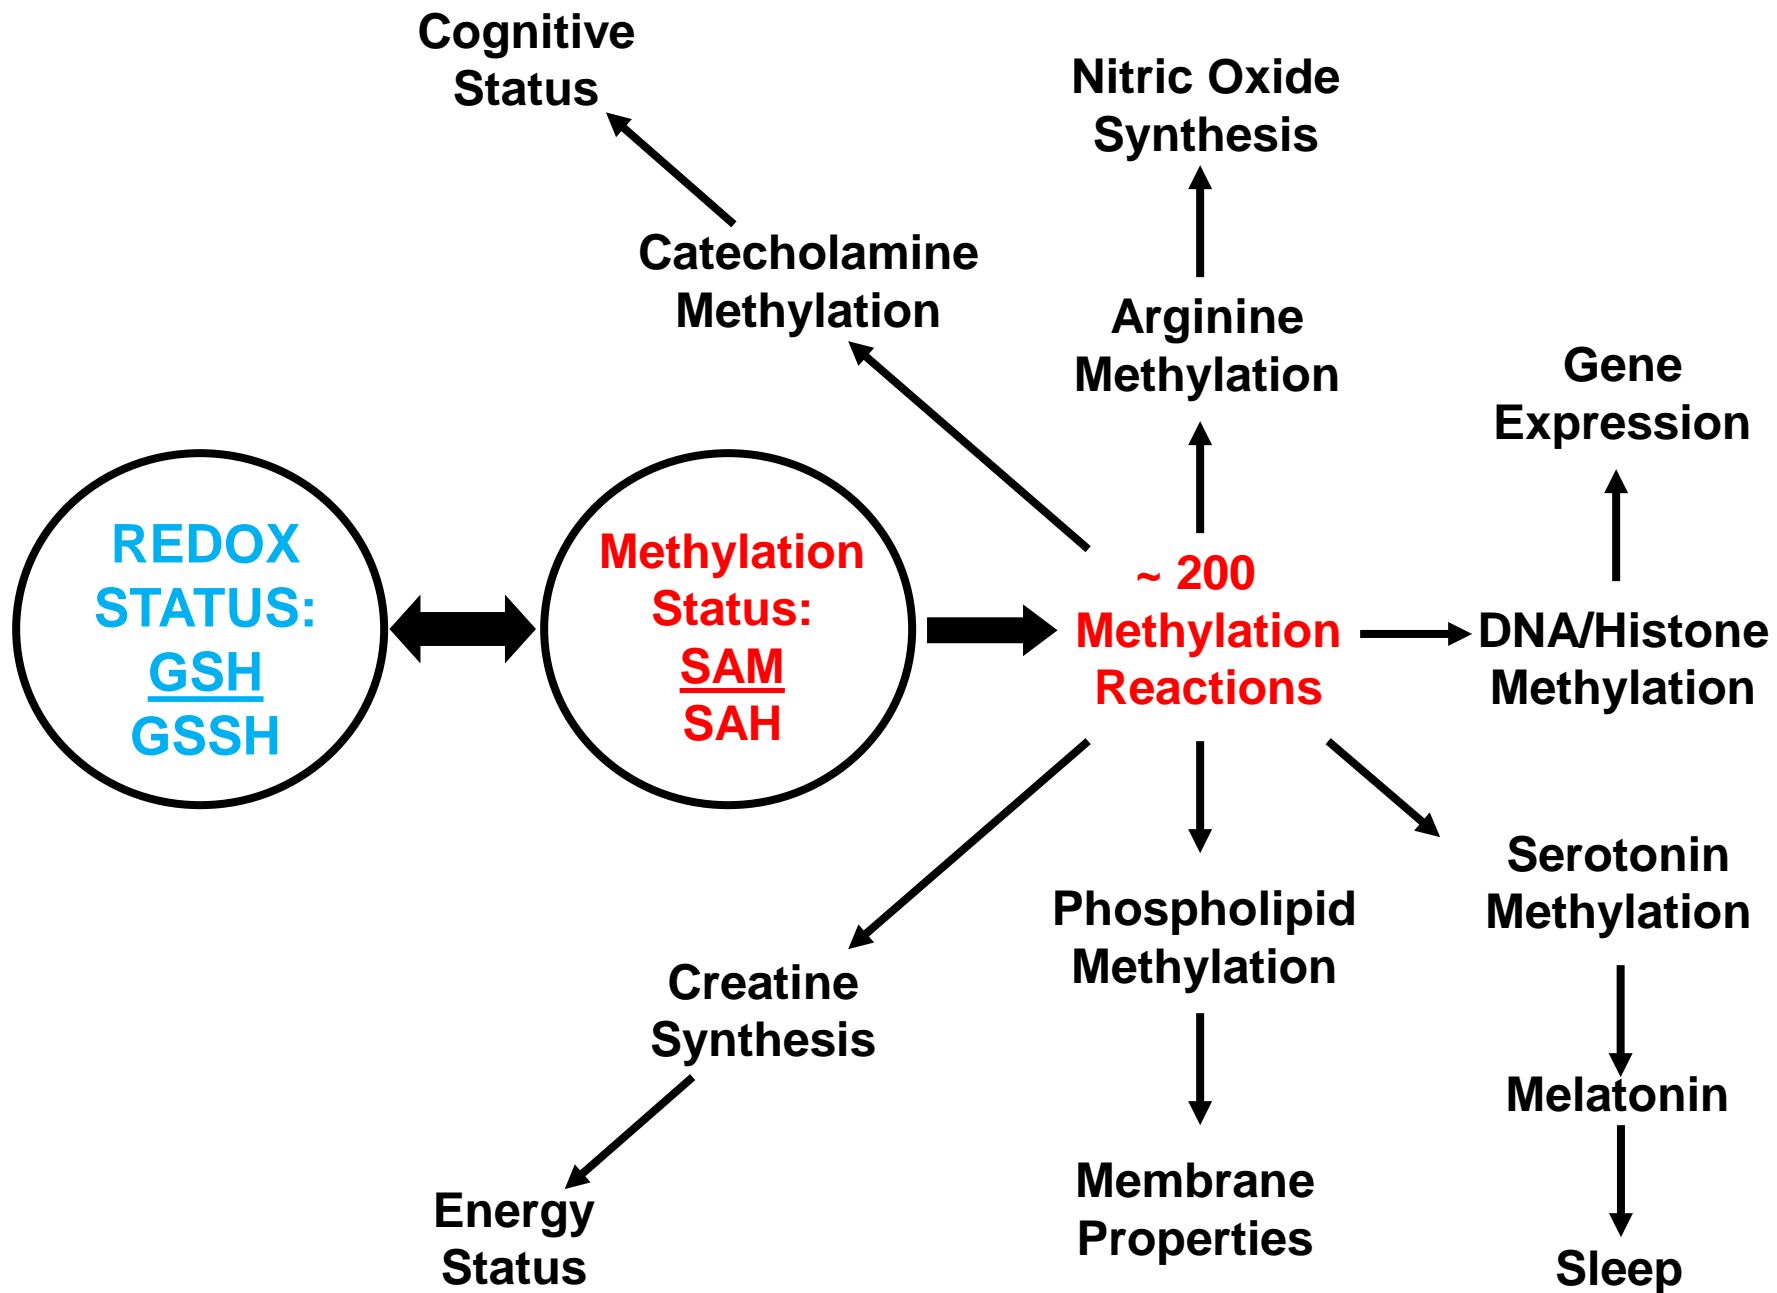 Cognitive
Status
Nitric Oxide
Synthesis
Catecholamine
Methylation
Arginine
Methylation
Gene
Expression
REDOX
STATUS:
GSH
GSSH
Methylation
Status:
SAM
SAH
~ 200
Methylation
Reactions
DNA/Histone
Methylation
Creatine
Synthesis
Phospholipid
Methylation
Serotonin
Methylation
Melatonin
Energy
Status
Membrane
Properties
Sleep